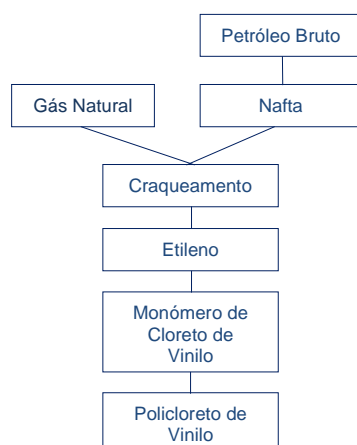 Petróleo Bruto
Gás Natural
Nafta
Craqueamento
Etileno
Monómero de
Cloreto de
Vinilo
Policloreto de
Vinilo